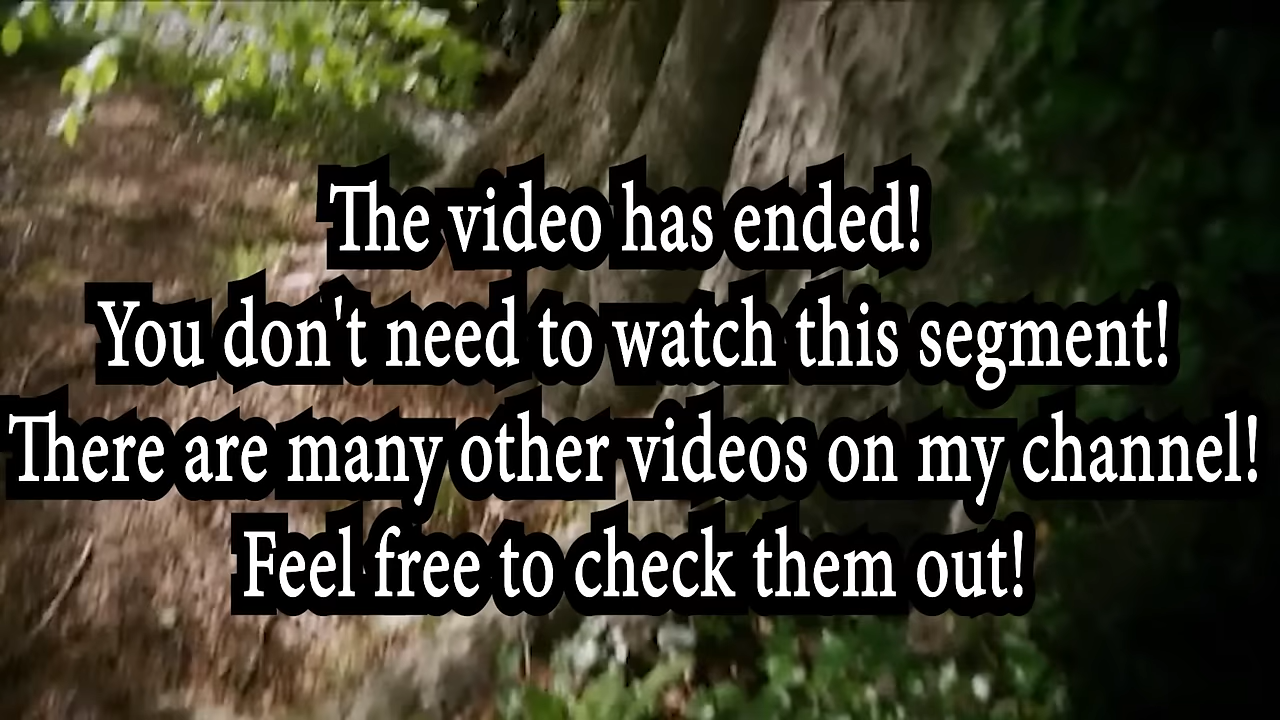 The video has ended!
You don't need to watch this segment!
There are many other videos on my channel!
Feel free to check them out!